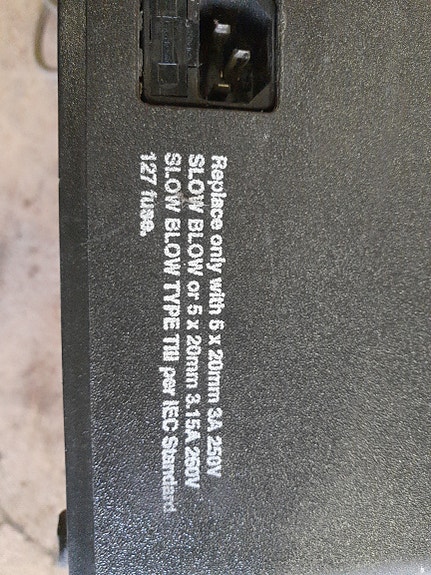 Replace only with 5 x 20mm 3A 250V
SLOW BLOW or 5 x 20mm 3.15A 250V
SLOW BLOW TYPE TIII per IEC Standard
127 fuse.